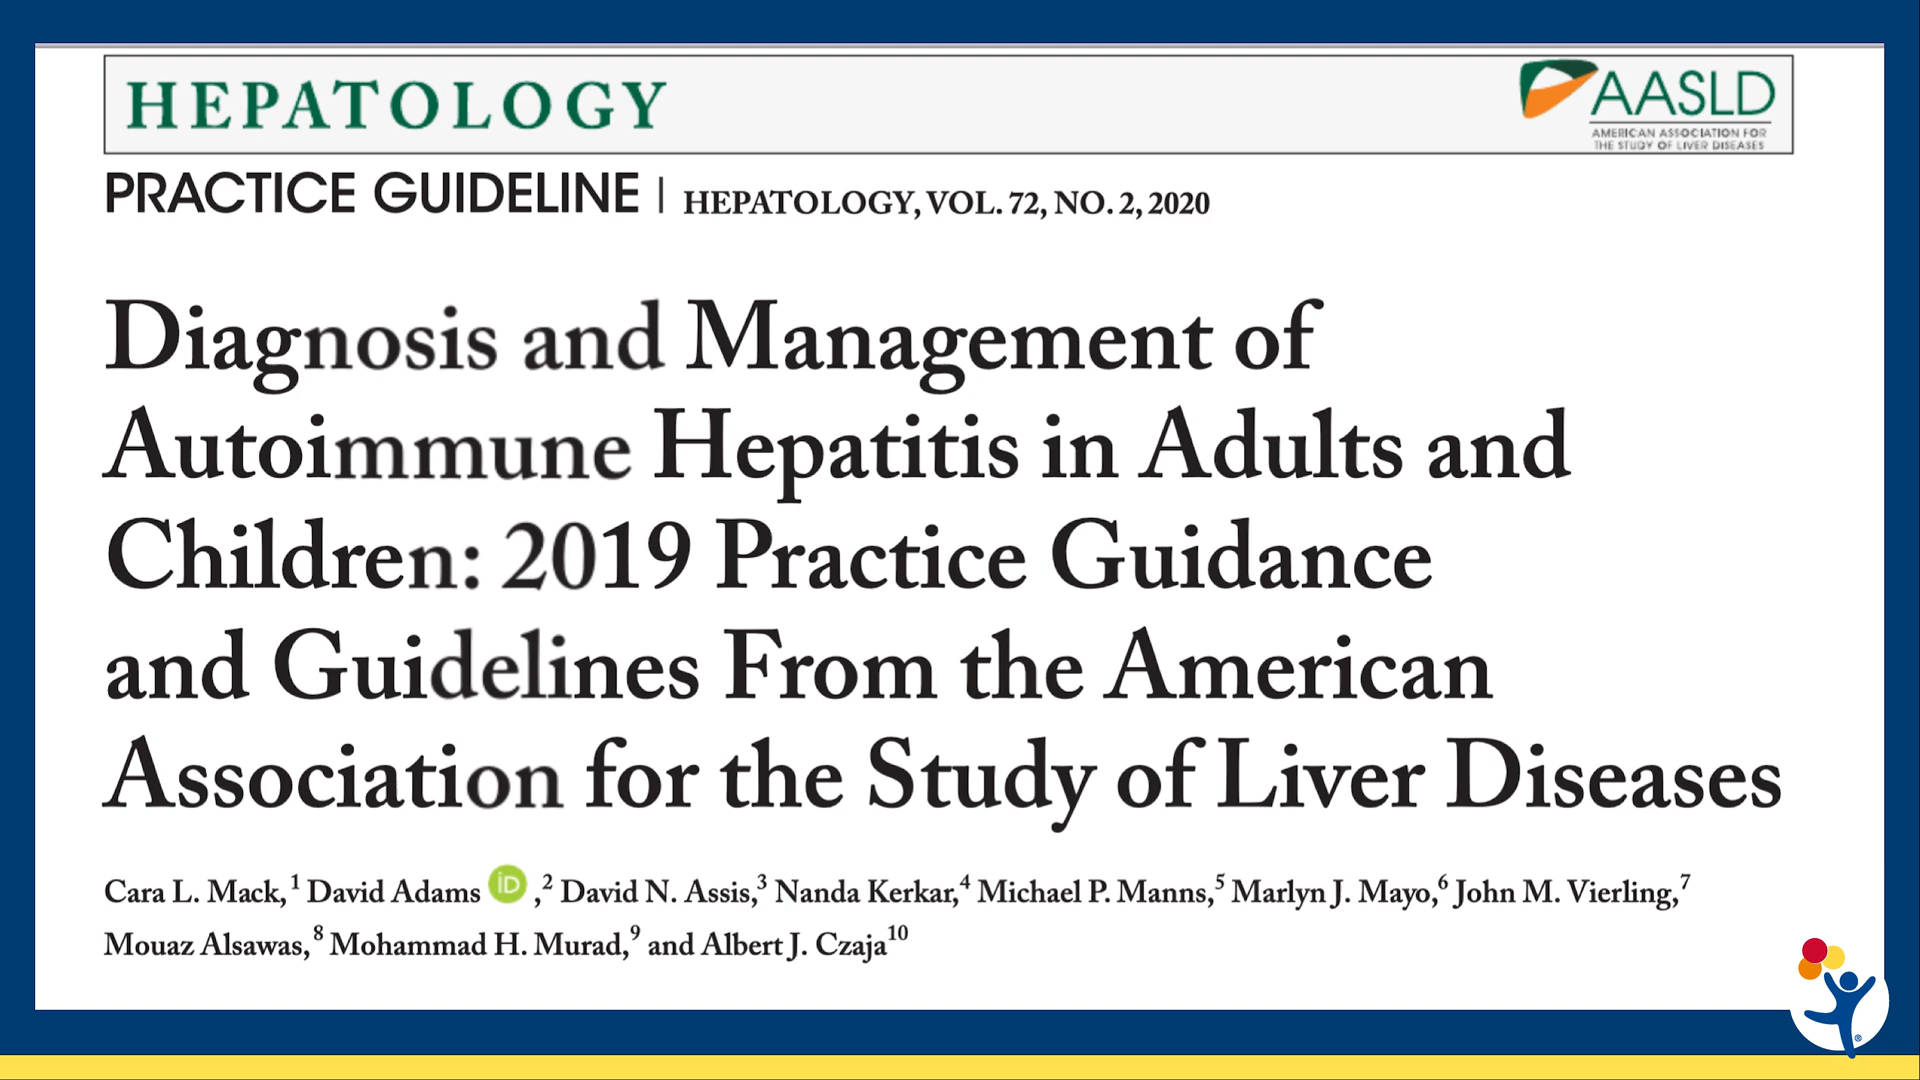 HEPATOLOGY
AASLD
AMERICAN ASSOCIATION FOR
THE STUDY OF LIVER DISEASES
PRACTICE GUIDELINE | HEPATOLOGY, VOL. 72, NO. 2, 2020
Diagnosis and Management of
Autoimmune Hepatitis in Adults and
Children: 2019 Practice Guidance
and Guidelines From the American
Association for the Study of Liver Diseases
Cara L. Mack,¹ David Adams iD ,² David N. Assis,³ Nanda Kerkar,⁴ Michael P. Manns,⁵ Marlyn J. Mayo,⁶ John M. Vierling,⁷
Mouaz Alsawas,⁸ Mohammad H. Murad,⁹ and Albert J. Czaja¹⁰
®